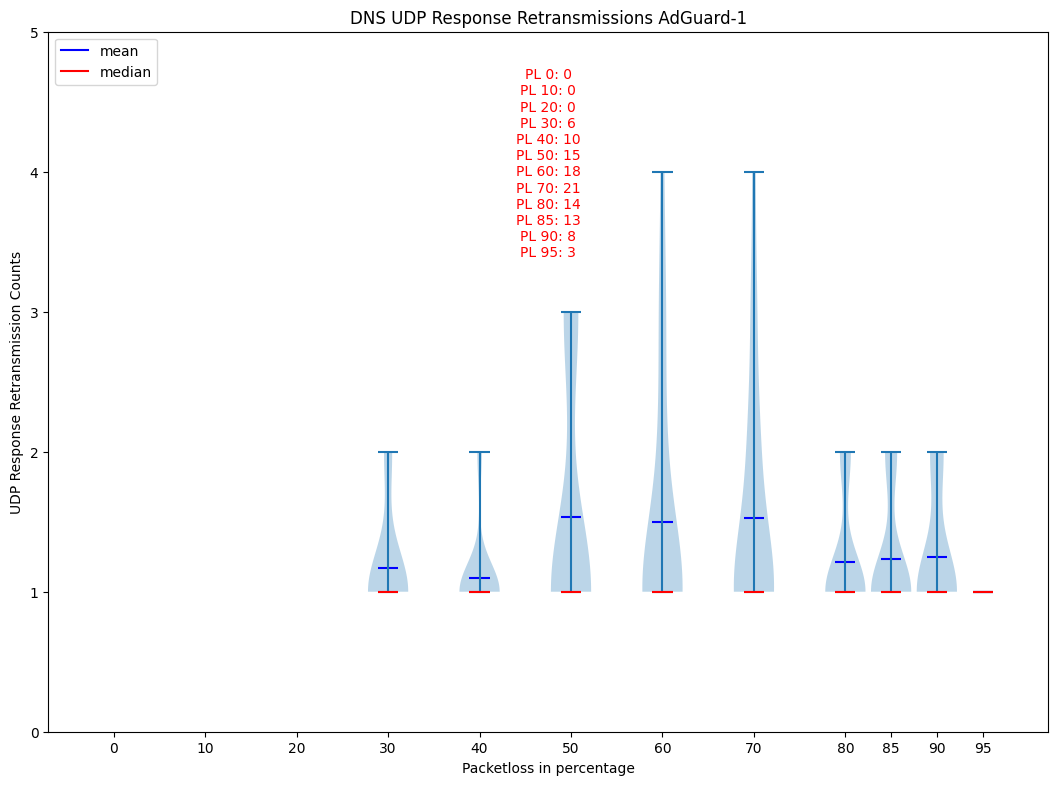 DNS UDP Response Retransmissions AdGuard-1
mean
median
PL 0: 0
PL 10: 0
PL 20: 0
PL 30: 6
PL 40: 10
PL 50: 15
PL 60: 18
PL 70: 21
PL 80: 14
PL 85: 13
PL 90: 8
PL 95: 3
UDP Response Retransmission Counts
5
4
3
2
1
0
0 10 20 30 40 50 60 70 80 85 90 95
Packetloss in percentage